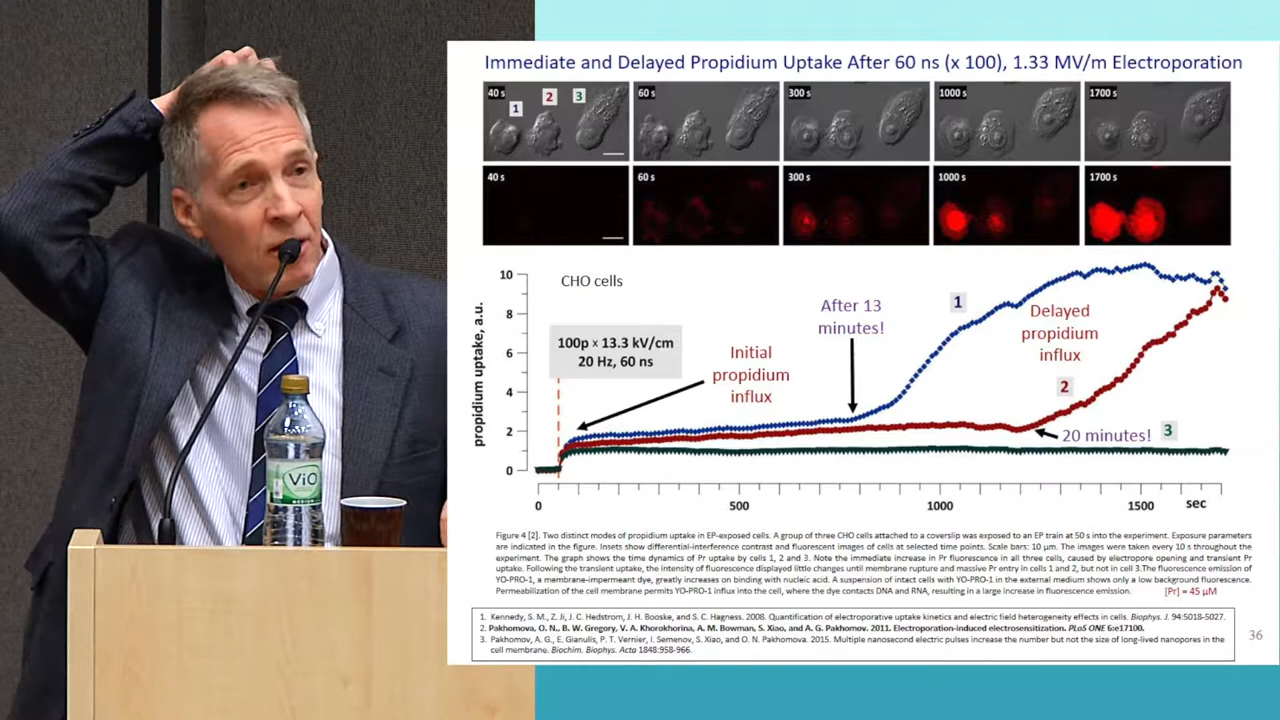 Immediate and Delayed Propidium Uptake After 60 ns (x 100), 1.33 MV/m Electroporation
40 s
60 s
300 s
1000 s
1700 s
1
2
3
40 s
60 s
300 s
1000 s
1700 s
10
8
6
4
2
0
propidium uptake, a.u.
CHO cells
100p x 13.3 kV/cm
20 Hz, 60 ns
Initial
propidium
influx
After 13
minutes!
1
Delayed
propidium
influx
2
20 minutes!
3
0
500
1000
1500
sec
Figure 4 [2]. Two distinct modes of propidium uptake in EP-exposed cells. A group of three CHO cells attached to a coverslip was exposed to an EP train at 50 s into the experiment. Exposure parameters
are indicated in the figure. Insets show differential-interference contrast and fluorescent images of cells at selected time points. Scale bars: 10 µm. The images were taken every 10 s throughout the
experiment. The graph shows the time dynamics of Pr uptake by cells 1, 2 and 3. Note the immediate increase in Pr fluorescence in all three cells, caused by electropore opening and transient Pr
uptake. Following the transient uptake, the intensity of fluorescence displayed little changes until membrane rupture and massive Pr entry in cells 1 and 2, but not in cell 3.The fluorescence emission of
YO-PRO-1, a membrane-impermeant dye, greatly increases on binding with nucleic acid. A suspension of intact cells with YO-PRO-1 in the external medium shows only a low background fluorescence.
Permeabilization of the cell membrane permits YO-PRO-1 influx into the cell, where the dye contacts DNA and RNA, resulting in a large increase in fluorescence emission.
[Pr] = 45 µM
1. Kennedy, S. M., Z. Ji, J. C. Hedstrom, J. H. Booske, and S. C. Hagness. 2008. Quantification of electroporative uptake kinetics and electric field heterogeneity effects in cells. Biophys. J. 94:5018-5027.
2. Pakhomova, O. N., B. W. Gregory, V. A. Khorokhorina, A. M. Bowman, S. Xiao, and A. G. Pakhomov. 2011. Electroporation-induced electrosensitization. PLoS ONE 6:e17100.
3. Pakhomov, A. G., E. Gianulis, P. T. Vernier, I. Semenov, S. Xiao, and O. N. Pakhomova. 2015. Multiple nanosecond electric pulses increase the number but not the size of long-lived nanopores in the
cell membrane. Biochim. Biophys. Acta 1848:958-966.
36
ViO
MEDIUM